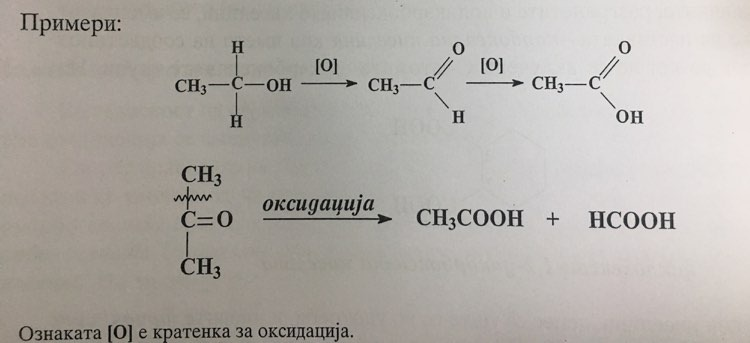 Примери:
H
CH₃—C—OH [O] CH₃—C O H [O] CH₃—C O OH
H
CH₃
C=O оксидација CH₃COOH + HCOOH
CH₃
Ознаката [O] е кратенка за оксидација.